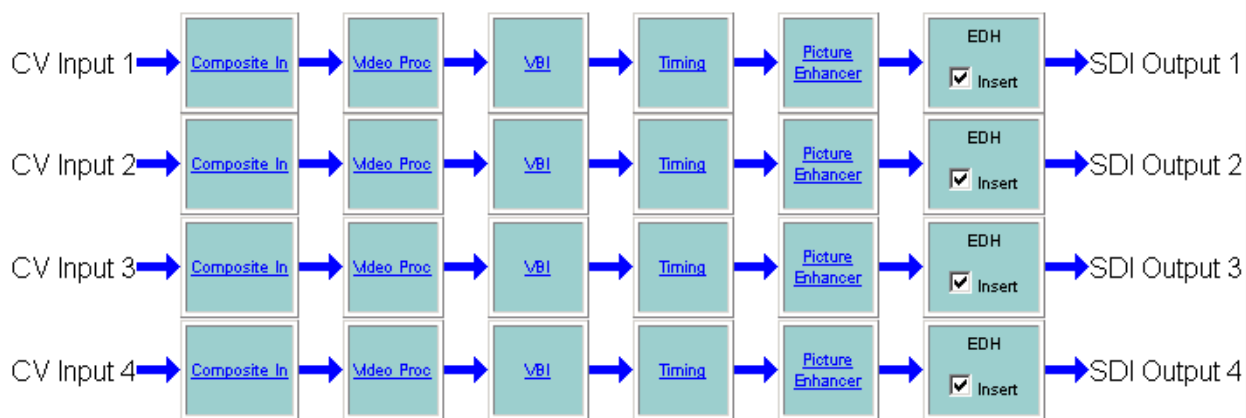 CV Input 1 Composite In Video Proc VBI Timing Picture Enhancer EDH Insert SDI Output 1
CV Input 2 Composite In Video Proc VBI Timing Picture Enhancer EDH Insert SDI Output 2
CV Input 3 Composite In Video Proc VBI Timing Picture Enhancer EDH Insert SDI Output 3
CV Input 4 Composite In Video Proc VBI Timing Picture Enhancer EDH Insert SDI Output 4